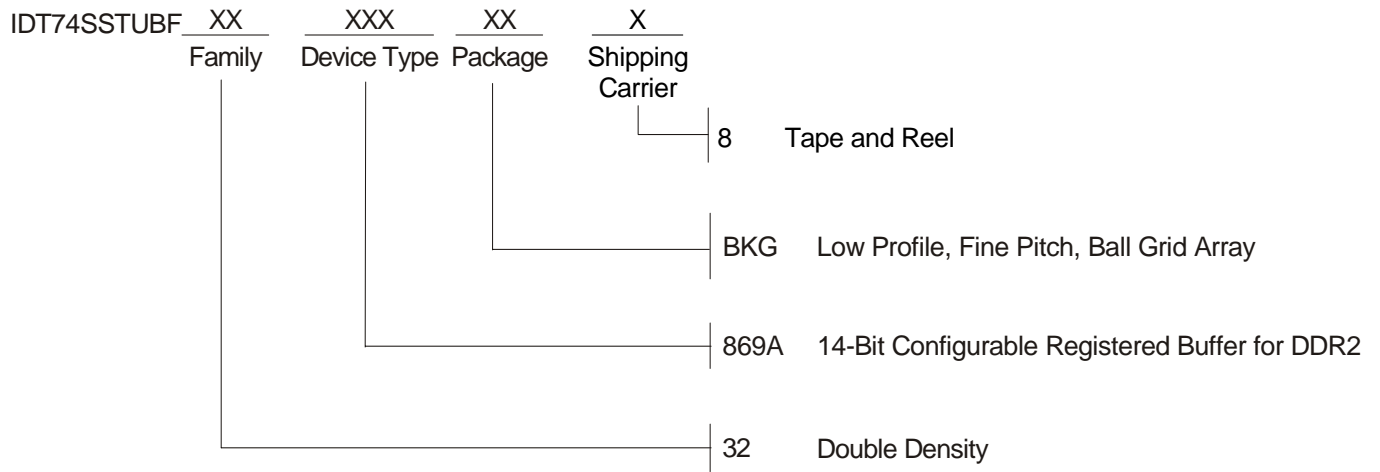 IDT74SSTUBF XX XXX XX X
Family Device Type Package Shipping
Carrier
8 Tape and Reel
BKG Low Profile, Fine Pitch, Ball Grid Array
869A 14-Bit Configurable Registered Buffer for DDR2
32 Double Density